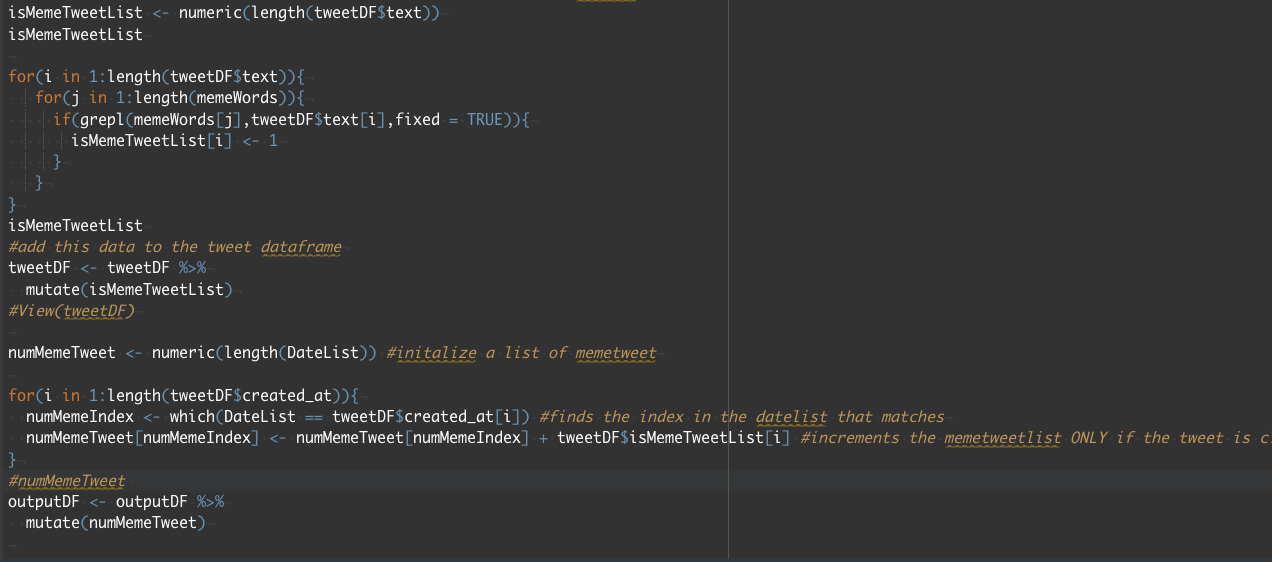 isMemeTweetList <- numeric(length(tweetDF$text))
isMemeTweetList
for(i in 1:length(tweetDF$text)){
for(j in 1:length(memeWords)){
if(grepl(memeWords[j],tweetDF$text[i],fixed = TRUE)){
isMemeTweetList[i] <- 1
}
}
}
isMemeTweetList
#add this data to the tweet dataframe
tweetDF <- tweetDF %>%
mutate(isMemeTweetList)
#View(tweetDF)
numMemeTweet <- numeric(length(DateList)) #initalize a list of memetweet
for(i in 1:length(tweetDF$created_at)){
numMemeIndex <- which(DateList == tweetDF$created_at[i]) #finds the index in the datelist that matches
numMemeTweet[numMemeIndex] <- numMemeTweet[numMemeIndex] + tweetDF$isMemeTweetList[i] #increments the memetweetlist ONLY if the tweet is
}
#numMemeTweet
outputDF <- outputDF %>%
mutate(numMemeTweet)